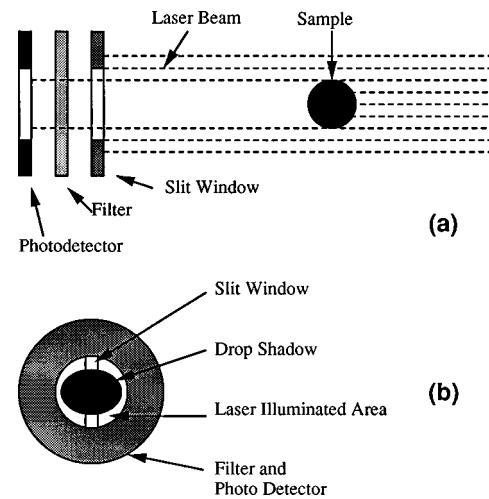 Laser Beam
Sample
Slit Window
Filter
Photodetector
(a)
Slit Window
Drop Shadow
(b)
Laser Illuminated Area
Filter and
Photo Detector